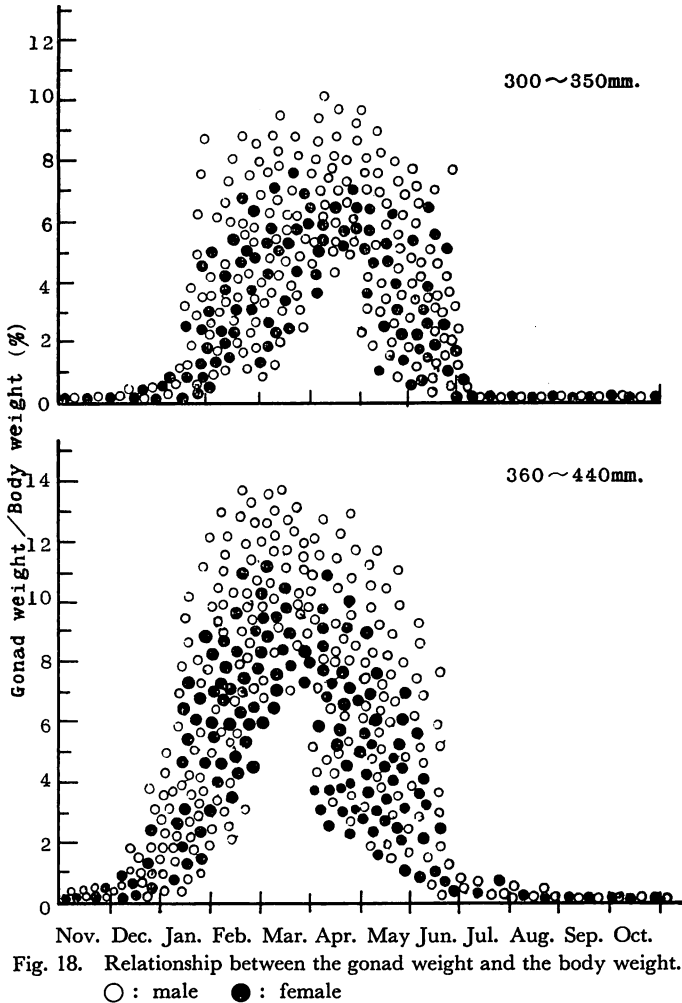 12
300～350mm.
10
8
6
4
2
0
Gonad weight/Body weight (%)
14
360～440mm.
12
10
8
6
4
2
0
Nov. Dec. Jan. Feb. Mar. Apr. May Jun. Jul. Aug. Sep. Oct.
Fig. 18. Relationship between the gonad weight and the body weight.
○ : male ● : female